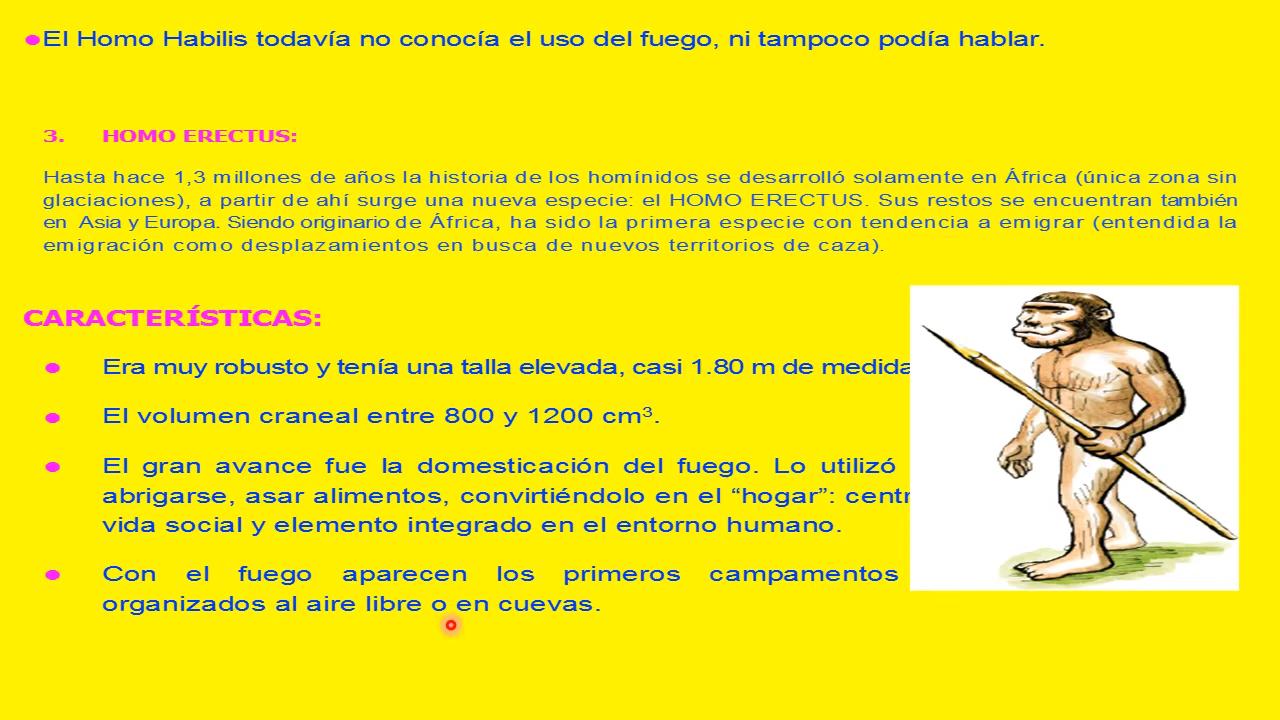 •El Homo Habilis todavía no conocía el uso del fuego, ni tampoco podía hablar.
3. HOMO ERECTUS:
Hasta hace 1,3 millones de años la historia de los homínidos se desarrolló solamente en África (única zona sin
glaciaciones), a partir de ahí surge una nueva especie: el HOMO ERECTUS. Sus restos se encuentran también
en Asia y Europa. Siendo originario de África, ha sido la primera especie con tendencia a emigrar (entendida la
emigración como desplazamientos en busca de nuevos territorios de caza).
CARACTERÍSTICAS:
• Era muy robusto y tenía una talla elevada, casi 1.80 m de medida
• El volumen craneal entre 800 y 1200 cm³.
• El gran avance fue la domesticación del fuego. Lo utilizó
abrigarse, asar alimentos, convirtiéndolo en el “hogar”:
vida social y elemento integrado en el entorno humano.
• Con el fuego aparecen los primeros campamentos
organizados al aire libre o en cuevas.